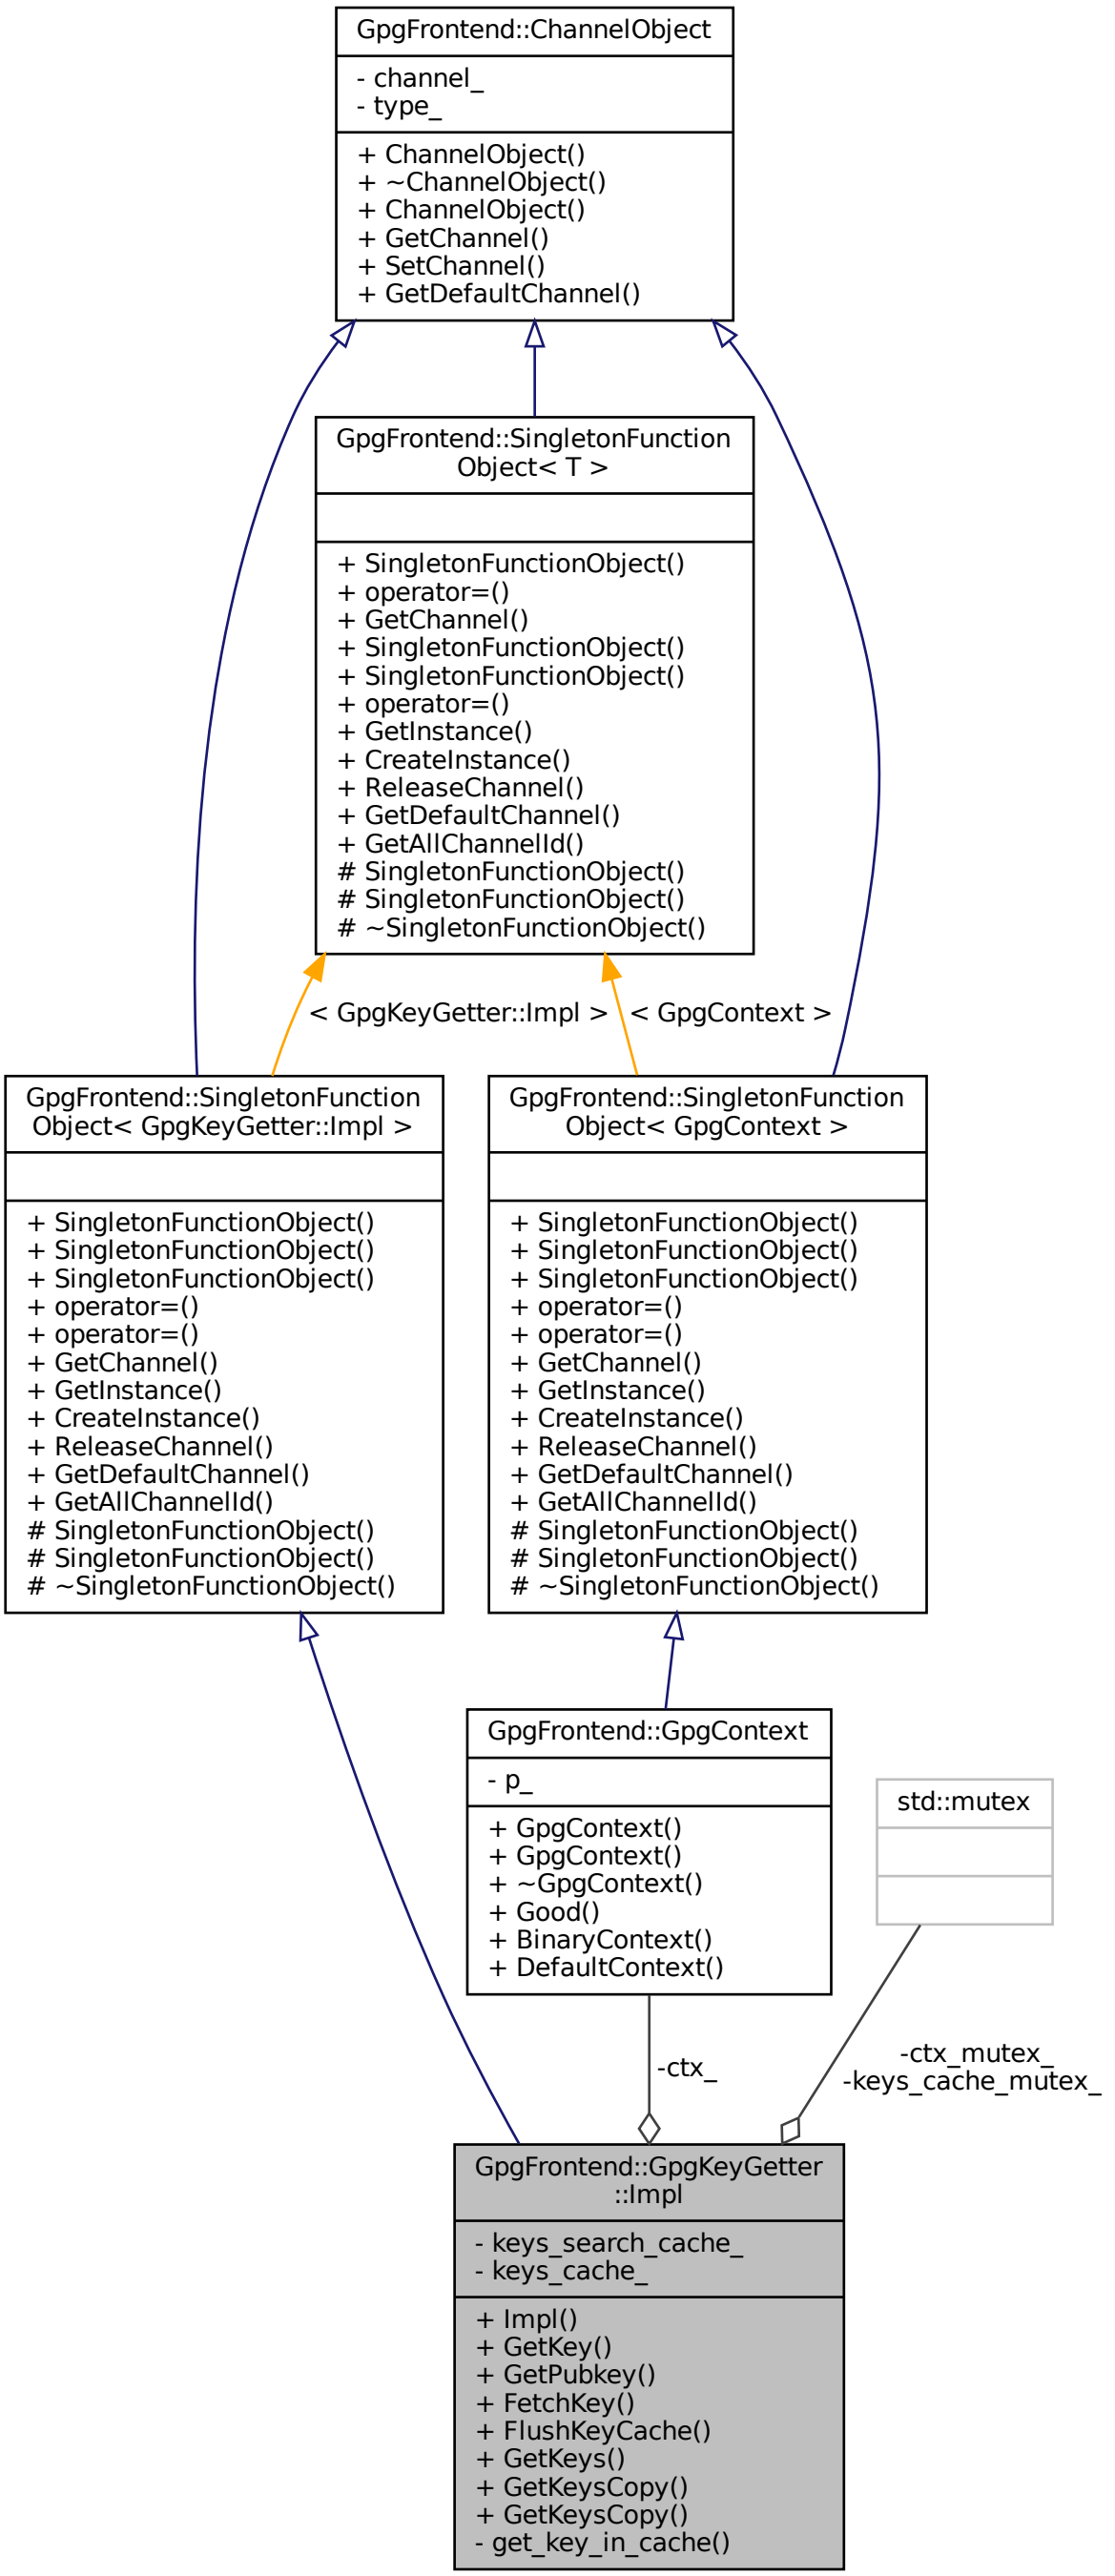 GpgFrontend::ChannelObject
- channel_
- type_
+ ChannelObject()
+ ~ChannelObject()
+ ChannelObject()
+ GetChannel()
+ SetChannel()
+ GetDefaultChannel()
GpgFrontend::SingletonFunction
Object< T >
+ SingletonFunctionObject()
+ operator=()
+ GetChannel()
+ SingletonFunctionObject()
+ SingletonFunctionObject()
+ operator=()
+ GetInstance()
+ CreateInstance()
+ ReleaseChannel()
+ GetDefaultChannel()
+ GetAllChannelId()
# SingletonFunctionObject()
# SingletonFunctionObject()
# ~SingletonFunctionObject()
< GpgKeyGetter::Impl >
< GpgContext >
GpgFrontend::SingletonFunction
Object< GpgKeyGetter::Impl >
+ SingletonFunctionObject()
+ SingletonFunctionObject()
+ SingletonFunctionObject()
+ operator=()
+ operator=()
+ GetChannel()
+ GetInstance()
+ CreateInstance()
+ ReleaseChannel()
+ GetDefaultChannel()
+ GetAllChannelId()
# SingletonFunctionObject()
# SingletonFunctionObject()
# ~SingletonFunctionObject()
GpgFrontend::SingletonFunction
Object< GpgContext >
+ SingletonFunctionObject()
+ SingletonFunctionObject()
+ SingletonFunctionObject()
+ operator=()
+ operator=()
+ GetChannel()
+ GetInstance()
+ CreateInstance()
+ ReleaseChannel()
+ GetDefaultChannel()
+ GetAllChannelId()
# SingletonFunctionObject()
# SingletonFunctionObject()
# ~SingletonFunctionObject()
GpgFrontend::GpgContext
- p_
+ GpgContext()
+ GpgContext()
+ ~GpgContext()
+ Good()
+ BinaryContext()
+ DefaultContext()
std::mutex
-ctx_
-ctx_mutex_
-keys_cache_mutex_
GpgFrontend::GpgKeyGetter
::Impl
- keys_search_cache_
- keys_cache_
+ Impl()
+ GetKey()
+ GetPubkey()
+ FetchKey()
+ FlushKeyCache()
+ GetKeys()
+ GetKeysCopy()
+ GetKeysCopy()
- get_key_in_cache()